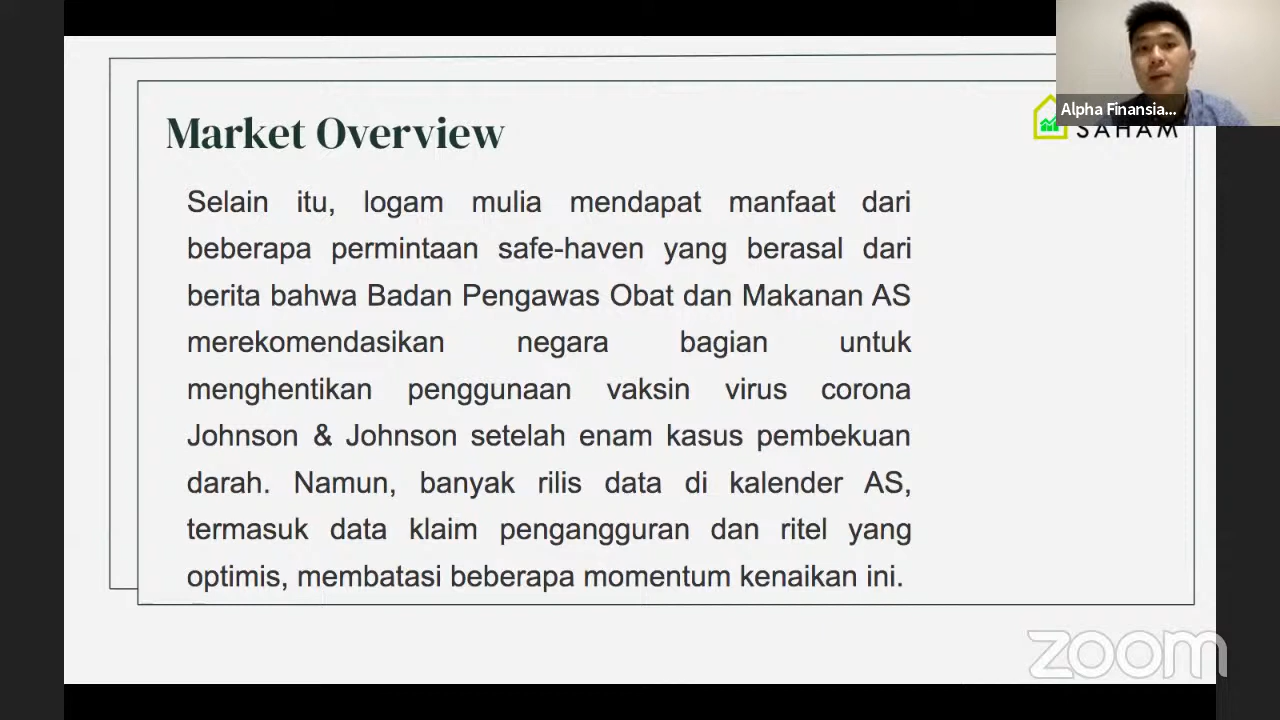 Alpha Finansia...
SAHAM
Market Overview
Selain itu, logam mulia mendapat manfaat dari
beberapa permintaan safe-haven yang berasal dari
berita bahwa Badan Pengawas Obat dan Makanan AS
merekomendasikan negara bagian untuk
menghentikan penggunaan vaksin virus corona
Johnson & Johnson setelah enam kasus pembekuan
darah. Namun, banyak rilis data di kalender AS,
termasuk data klaim pengangguran dan ritel yang
optimis, membatasi beberapa momentum kenaikan ini.
zoom